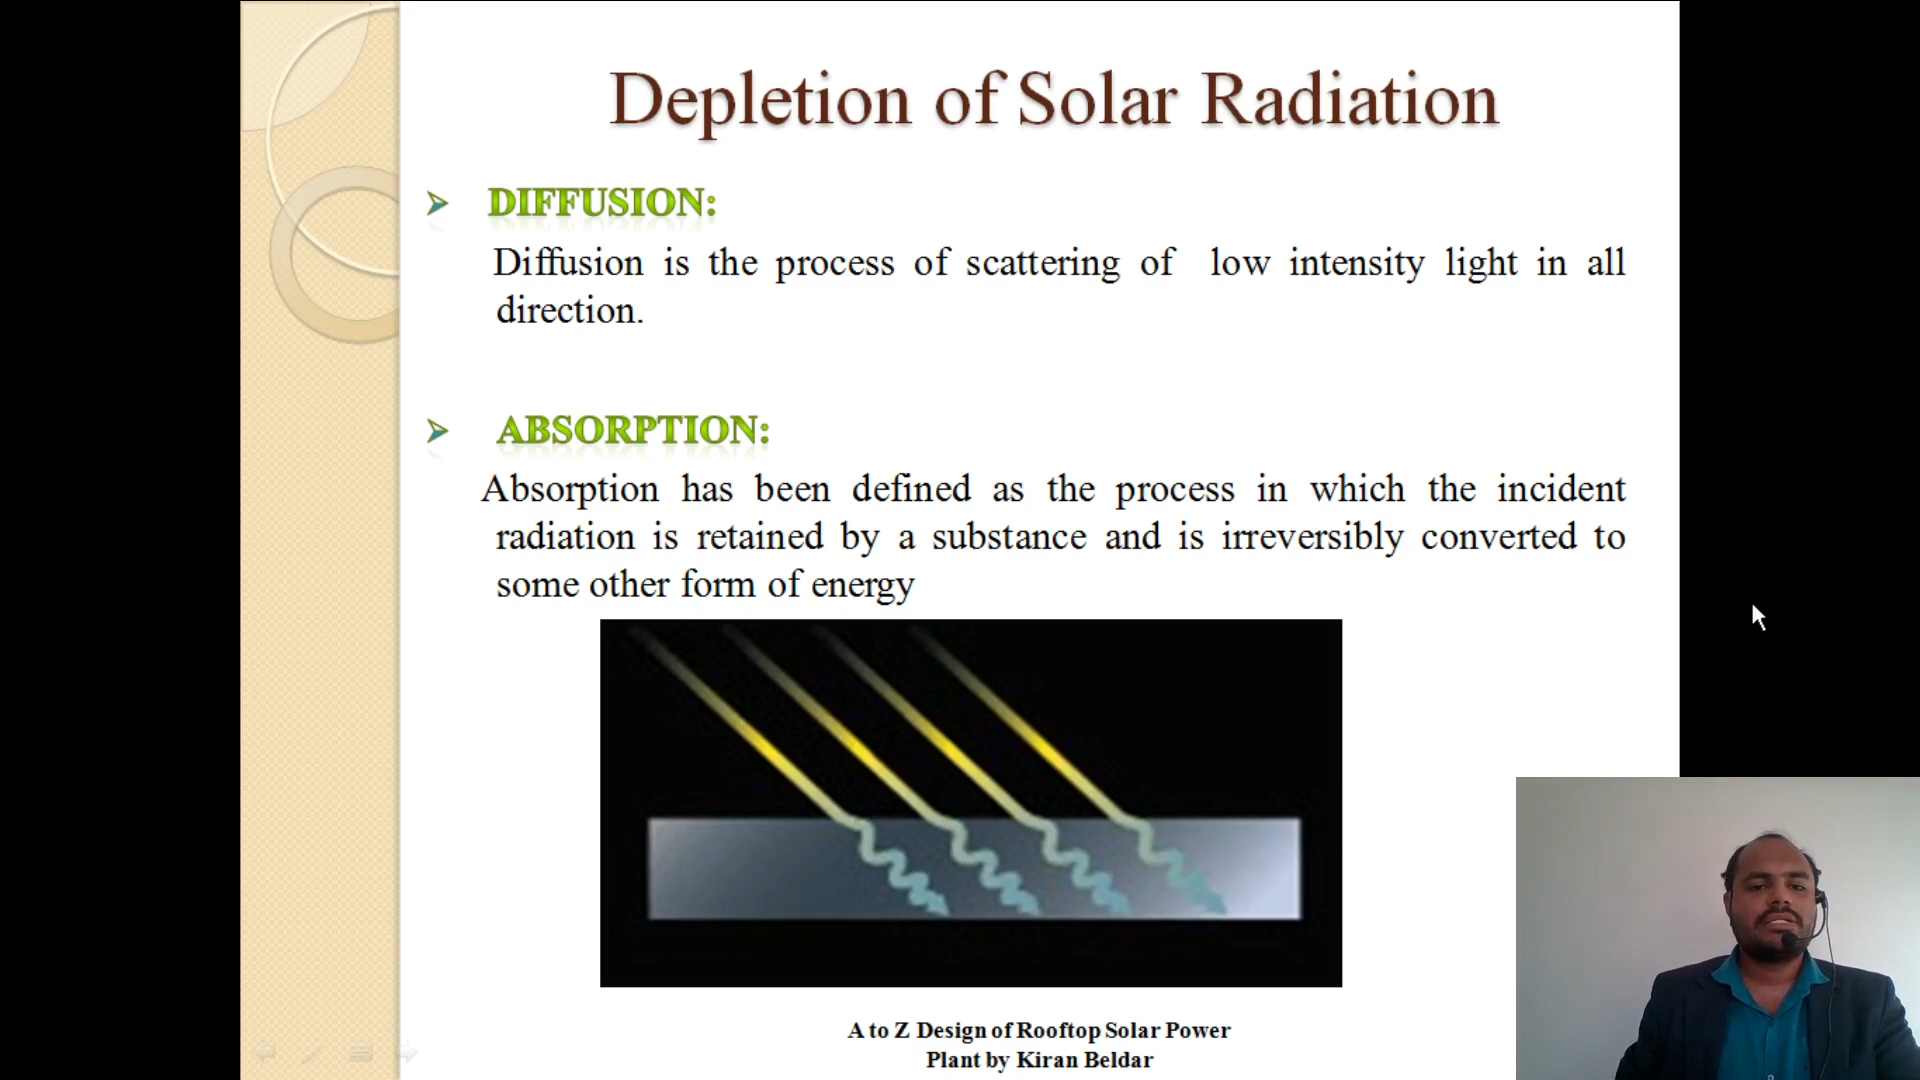 Depletion of Solar Radiation
DIFFUSION:
Diffusion is the process of scattering of low intensity light in all
direction.
ABSORPTION:
Absorption has been defined as the process in which the incident
radiation is retained by a substance and is irreversibly converted to
some other form of energy
A to Z Design of Rooftop Solar Power
Plant by Kiran Beldar